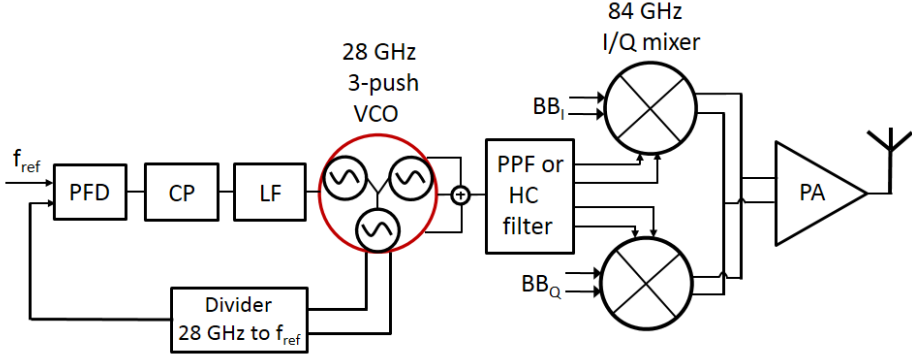 84 GHz
I/Q mixer
28 GHz
3-push
VCO
BB_I
f_ref
PFD
CP
LF
PPF or
HC
filter
PA
BB_Q
Divider
28 GHz to f_ref